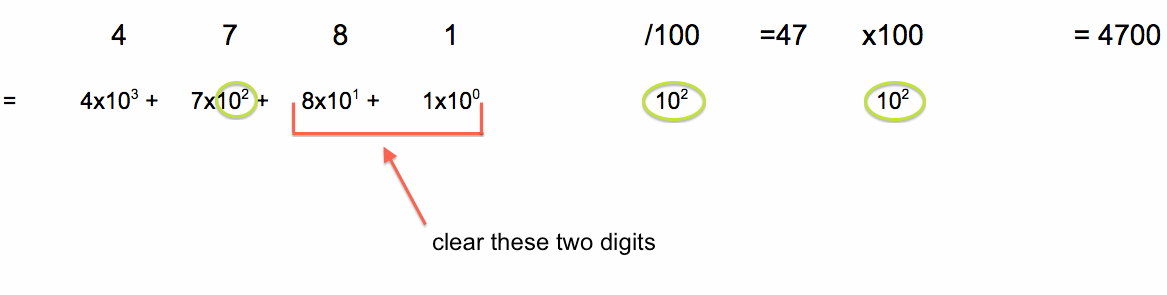 4 7 8 1 /100 =47 x100 = 4700
= 4x10³ + 7x10² + 8x10¹ + 1x10⁰ 10² 10²
clear these two digits